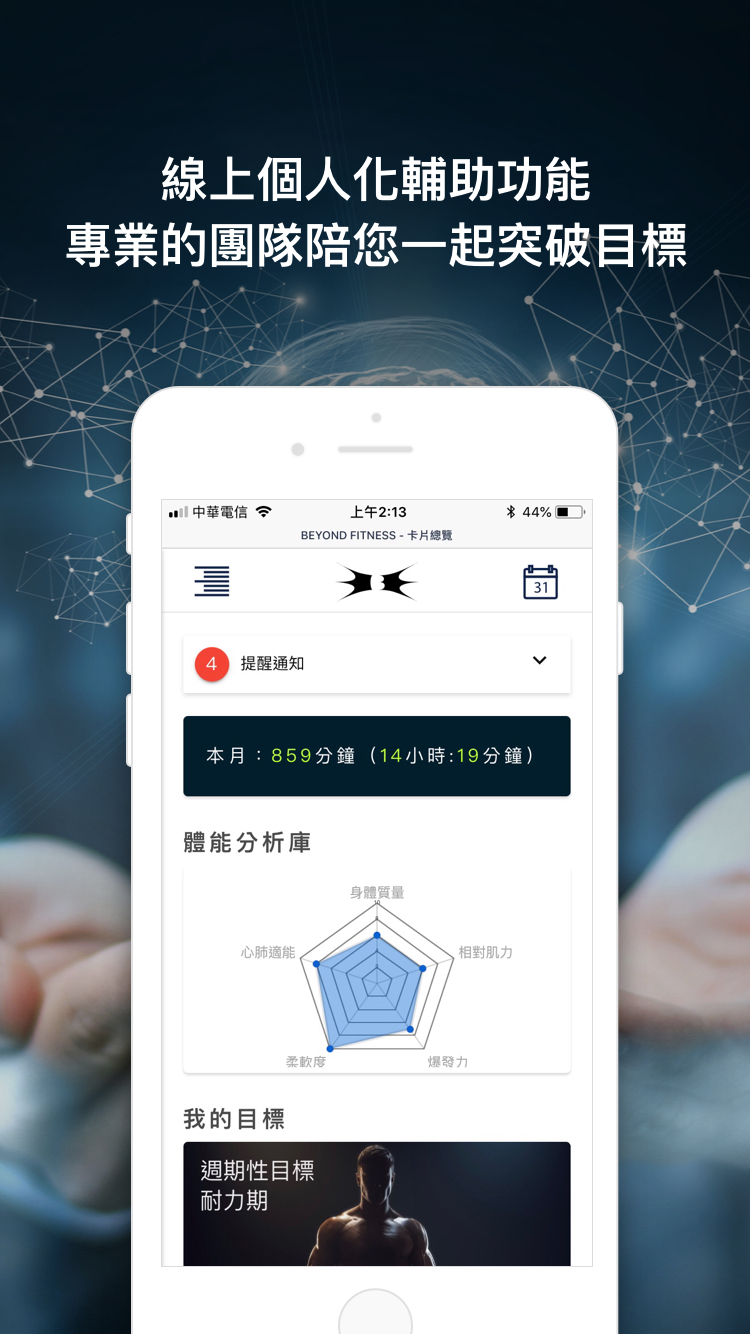 線上個人化輔助功能
專業的團隊陪您一起突破目標
中華電信
上午2:13
44%
BEYOND FITNESS - 卡片總覽
31
4
提醒通知
本月：859分鐘（14小時:19分鐘）
體能分析庫
身體質量
10
心肺適能
相對肌力
柔軟度
爆發力
我的目標
週期性目標
耐力期